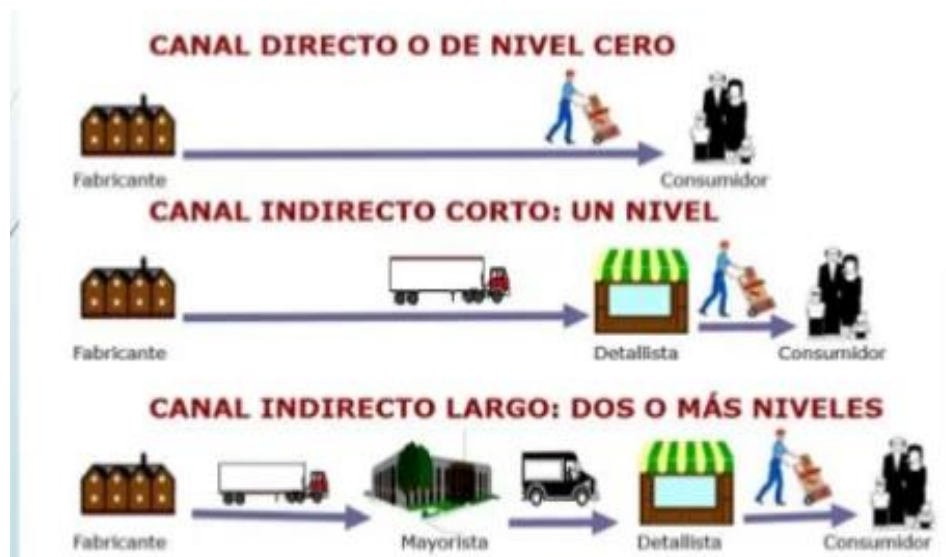 CANAL DIRECTO O DE NIVEL CERO
Fabricante
Consumidor
CANAL INDIRECTO CORTO: UN NIVEL
Fabricante
Detallista
Consumidor
CANAL INDIRECTO LARGO: DOS O MÁS NIVELES
Fabricante
Mayorista
Detallista
Consumidor